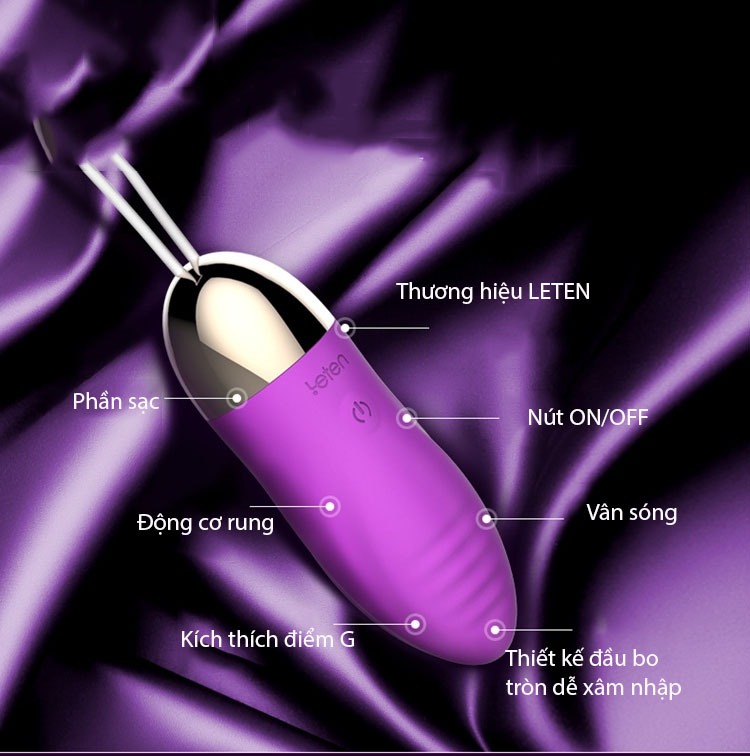 Thương hiệu LETEN
Leten
Phần sạc
Nút ON/OFF
Động cơ rung
Vân sóng
Kích thích điểm G
Thiết kế đầu bo
tròn dễ xâm nhập